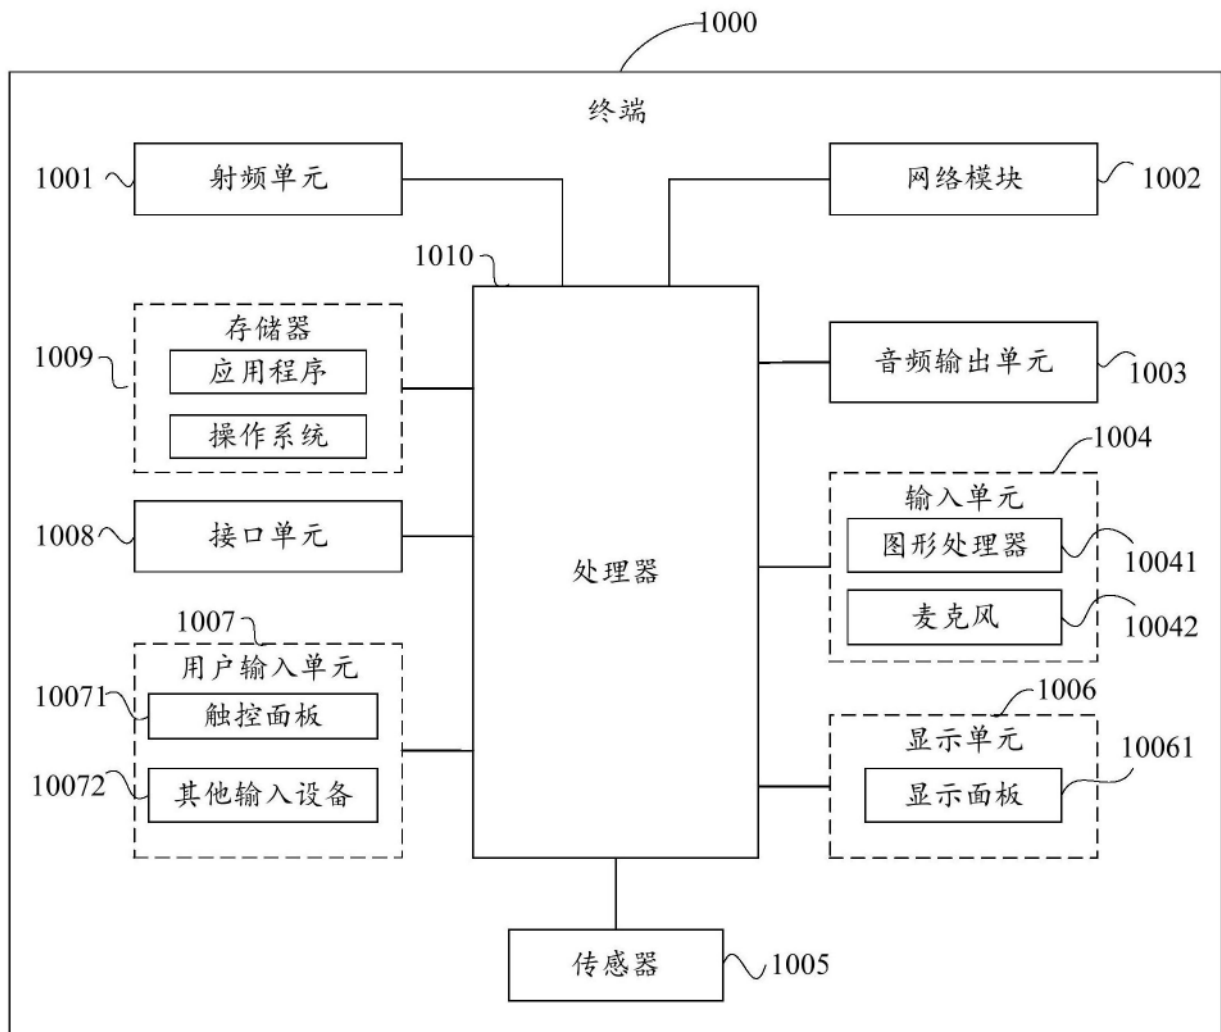 1000
终端
1001
射频单元
网络模块
1002
1010
存储器
1009
应用程序
操作系统
音频输出单元
1003
1004
输入单元
图形处理器
10041
麦克风
10042
1008
接口单元
处理器
1007
用户输入单元
10071
触控面板
10072
其他输入设备
1006
显示单元
10061
显示面板
传感器
1005